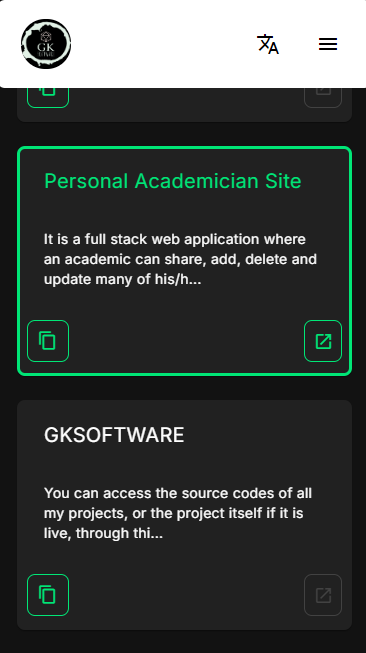 GK
Personal Academician Site
It is a full stack web application where
an academic can share, add, delete and
update many of his/h...
GKSOFTWARE
You can access the source codes of all
my projects, or the project itself if it is
live, through thi...